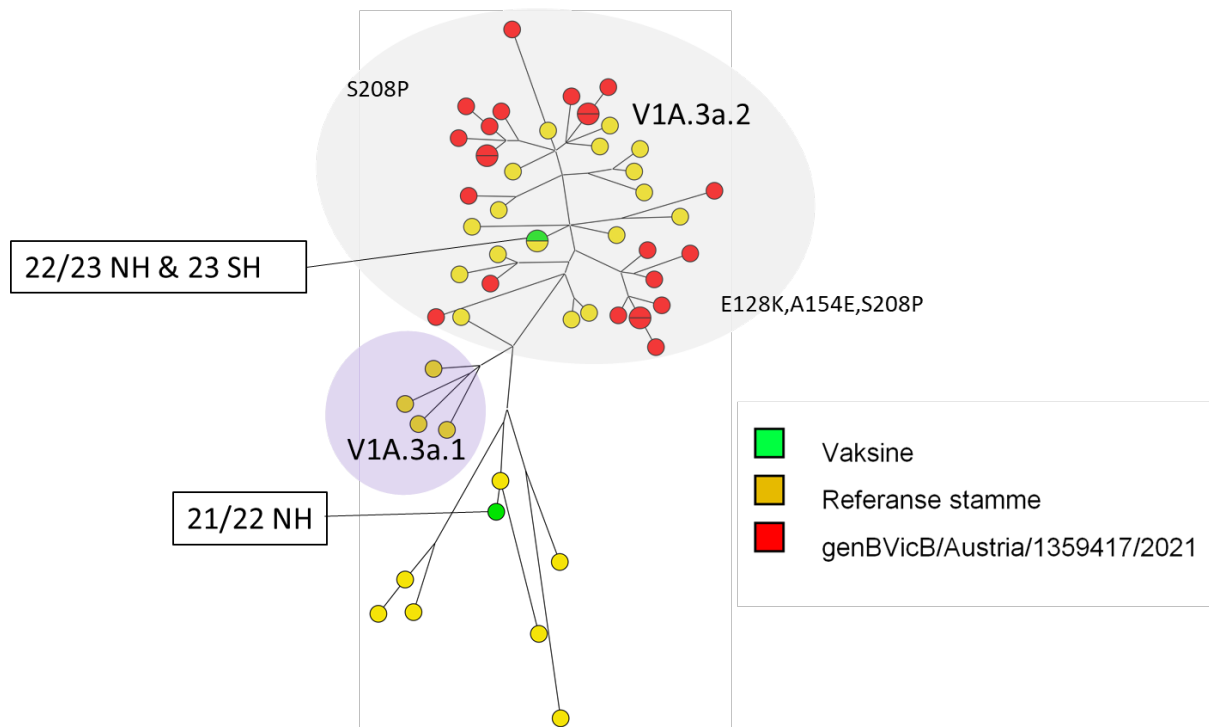 S208P
V1A.3a.2
22/23 NH & 23 SH
E128K,A154E,S208P
V1A.3a.1
21/22 NH
Vaksine
Referanse stamme
genBVicB/Austria/1359417/2021